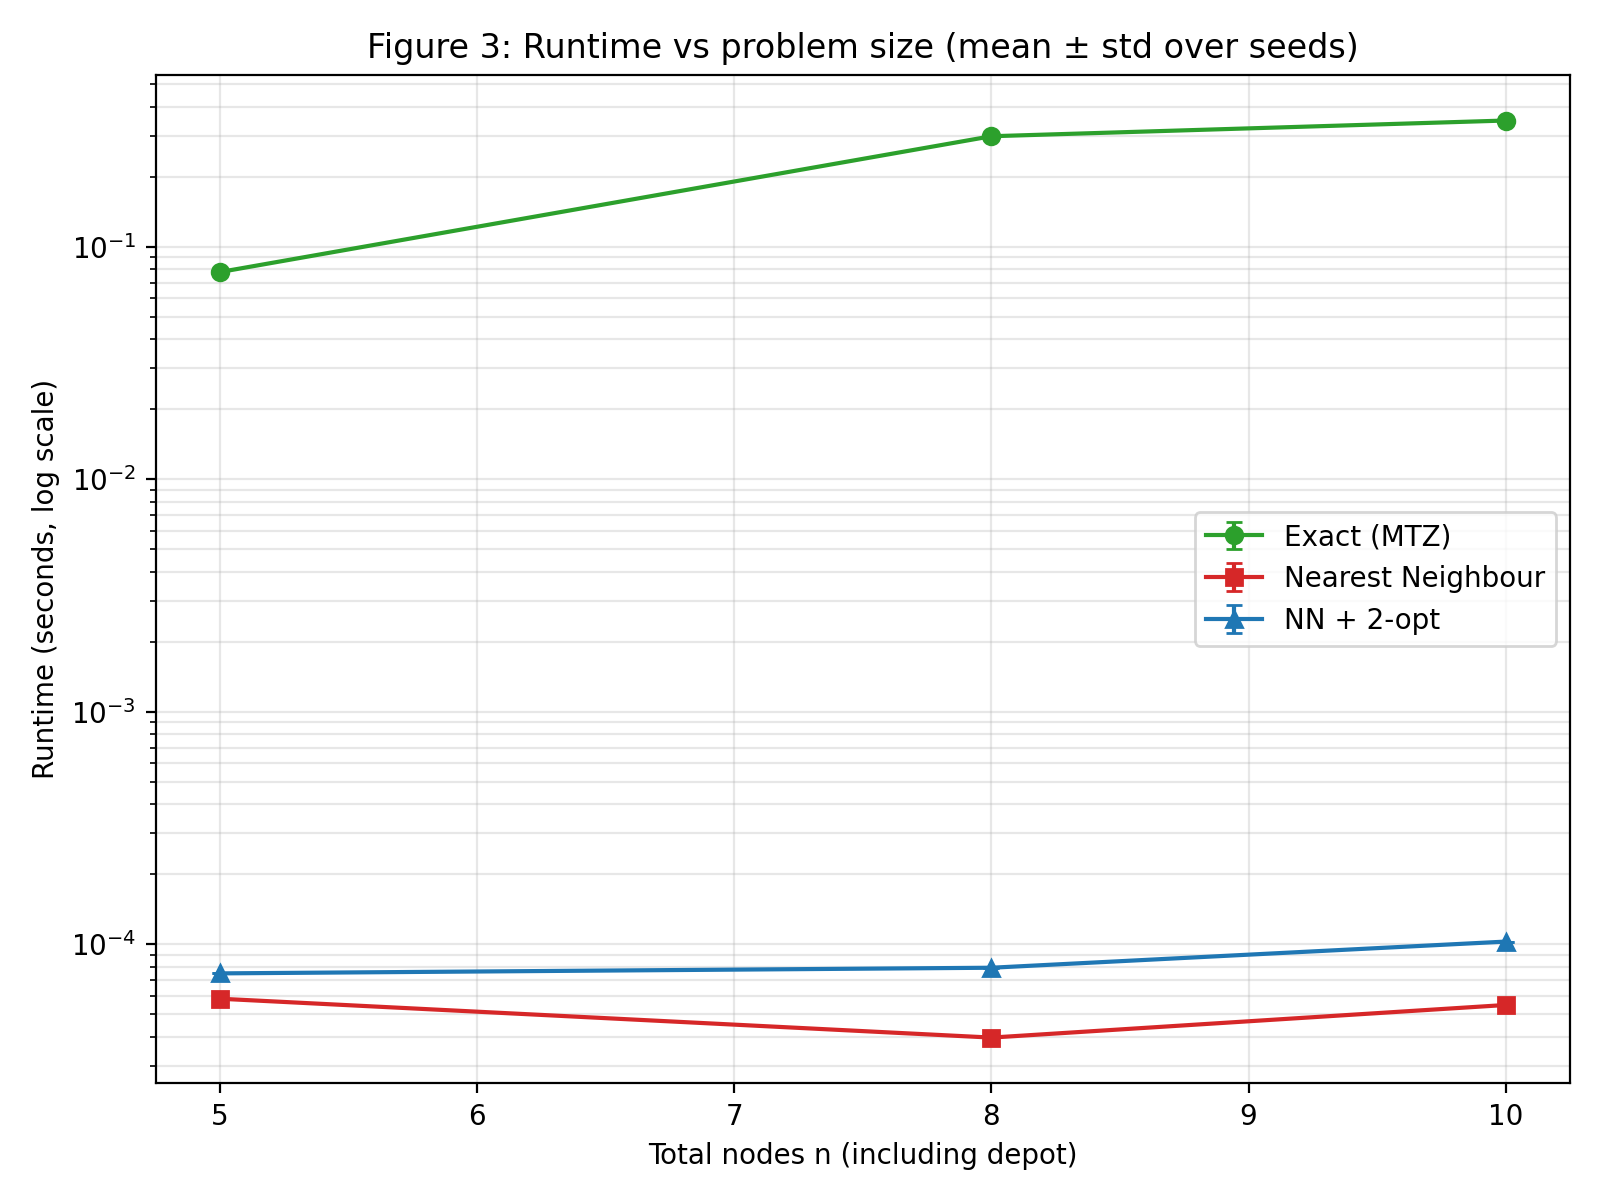 Figure 3: Runtime vs problem size (mean ± std over seeds)
Runtime (seconds, log scale)
10⁻¹
10⁻²
10⁻³
10⁻⁴
Exact (MTZ)
Nearest Neighbour
NN + 2-opt
5 6 7 8 9 10
Total nodes n (including depot)